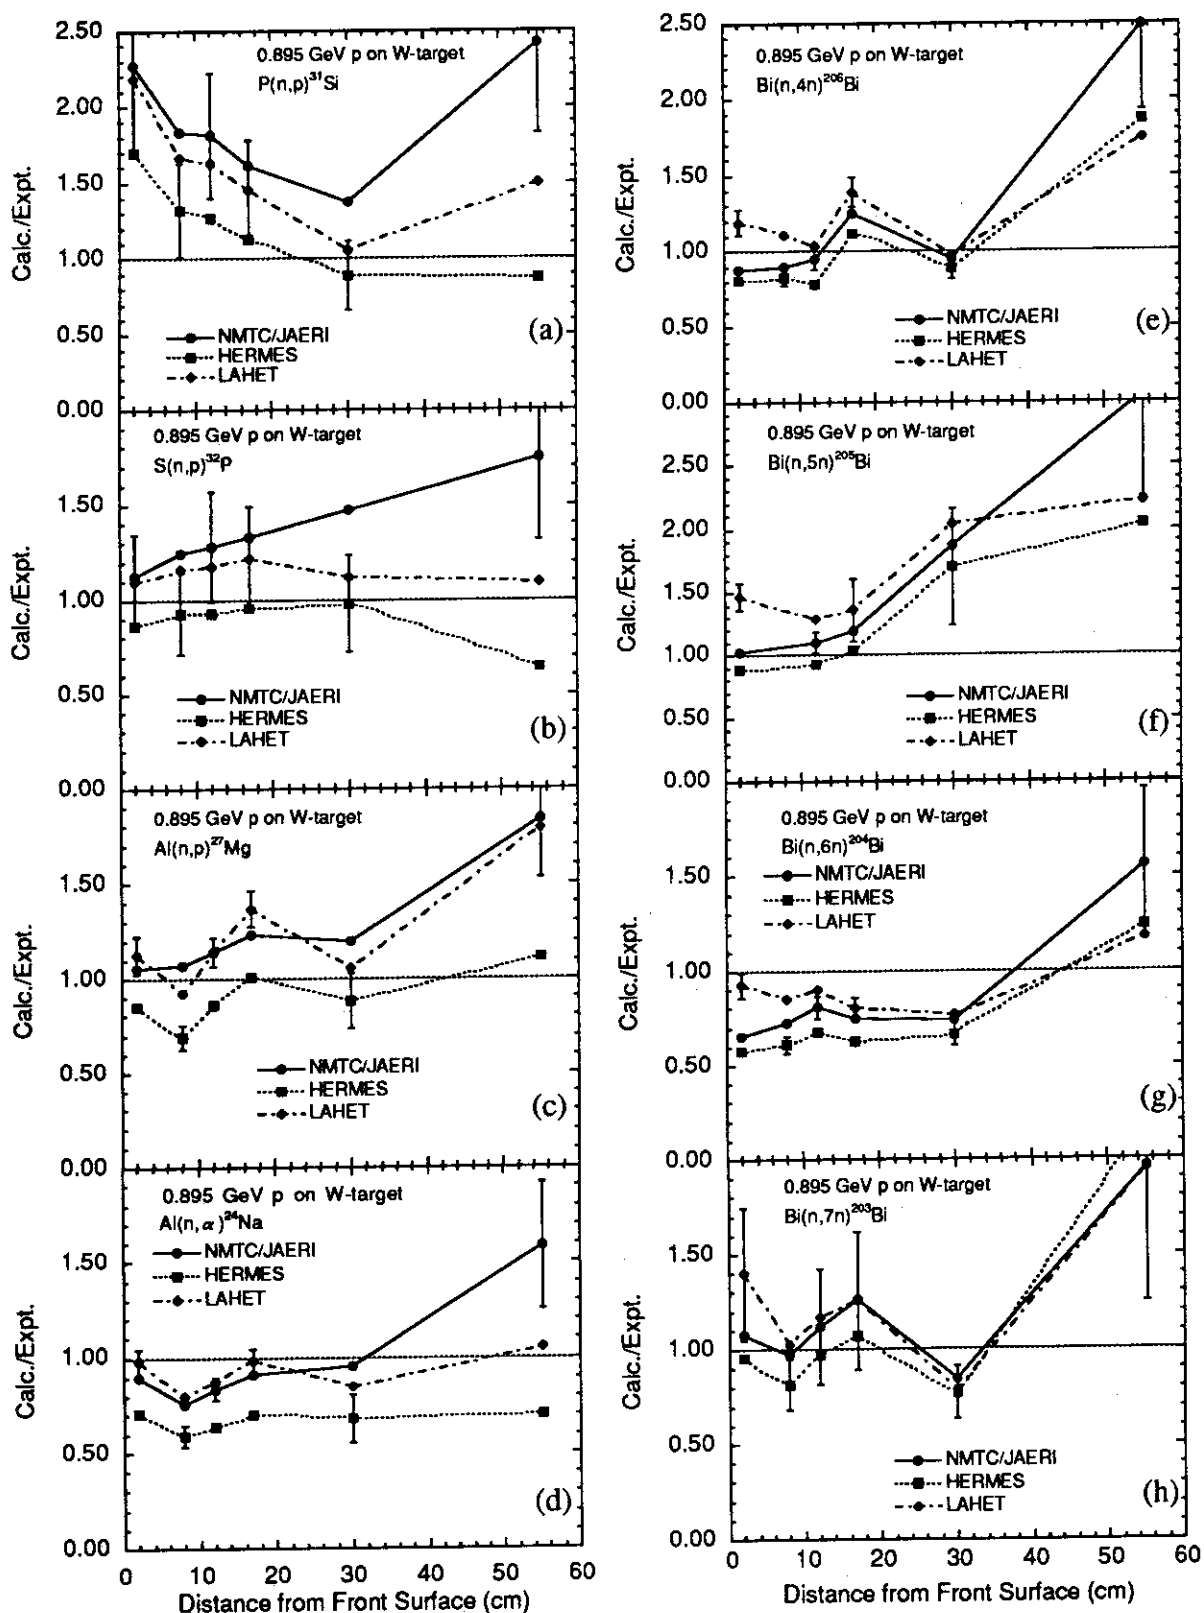 2.50
2.00
1.50
1.00
0.50
0.00
Calc./Expt.
0.895 GeV p on W-target
P(n,p)³¹Si
NMTC/JAERI
HERMES
LAHET
(a)
1.50
1.00
0.50
0.00
Calc./Expt.
0.895 GeV p on W-target
S(n,p)³²P
NMTC/JAERI
HERMES
LAHET
(b)
1.50
1.00
0.50
0.00
Calc./Expt.
0.895 GeV p on W-target
Al(n,p)²⁷Mg
NMTC/JAERI
HERMES
LAHET
(c)
1.50
1.00
0.50
0.00
Calc./Expt.
0.895 GeV p on W-target
Al(n,α)²⁴Na
NMTC/JAERI
HERMES
LAHET
(d)
0 10 20 30 40 50 60
Distance from Front Surface (cm)
2.50
2.00
1.50
1.00
0.50
0.00
Calc./Expt.
0.895 GeV p on W-target
Bi(n,4n)²⁰⁶Bi
NMTC/JAERI
HERMES
LAHET
(e)
2.50
2.00
1.50
1.00
0.50
0.00
Calc./Expt.
0.895 GeV p on W-target
Bi(n,5n)²⁰⁵Bi
NMTC/JAERI
HERMES
LAHET
(f)
1.50
1.00
0.50
0.00
Calc./Expt.
0.895 GeV p on W-target
Bi(n,6n)²⁰⁴Bi
NMTC/JAERI
HERMES
LAHET
(g)
1.50
1.00
0.50
0.00
Calc./Expt.
0.895 GeV p on W-target
Bi(n,7n)²⁰³Bi
NMTC/JAERI
HERMES
LAHET
(h)
0 10 20 30 40 50 60
Distance from Front Surface (cm)